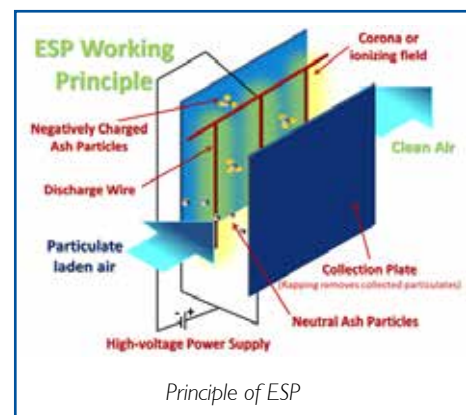 ESP Working
Principle
Corona or
ionizing field
Negatively Charged
Ash Particles
Clean Air
Discharge Wire
Particulate
laden air
Collection Plate
(Rapping removes collected particulates)
Neutral Ash Particles
- +
High-voltage Power Supply
Principle of ESP